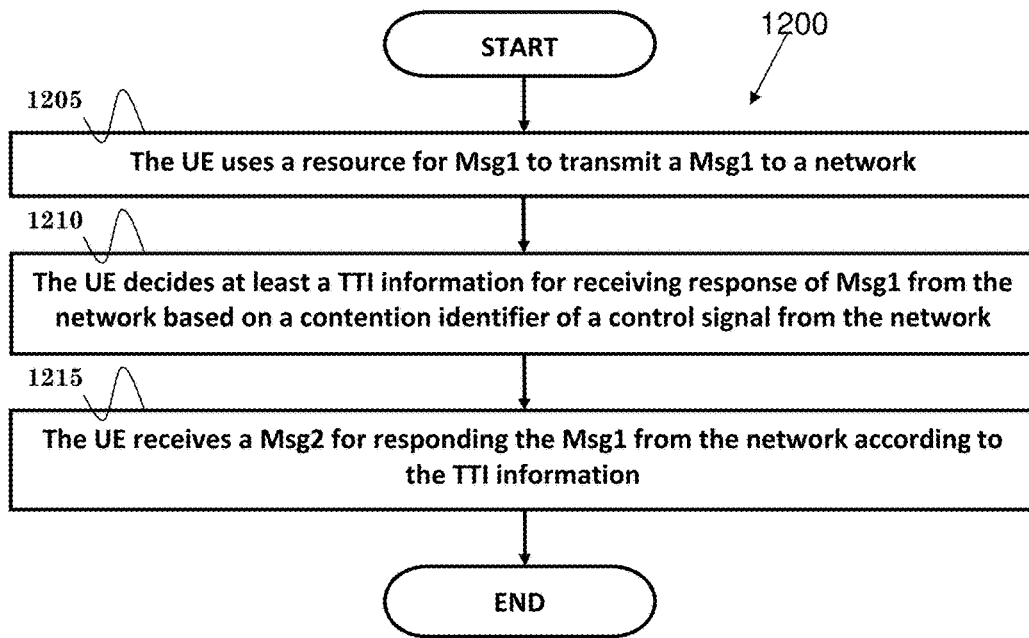 START
1200
1205
The UE uses a resource for Msg1 to transmit a Msg1 to a network
1210
The UE decides at least a TTI information for receiving response of Msg1 from the
network based on a contention identifier of a control signal from the network
1215
The UE receives a Msg2 for responding the Msg1 from the network according to
the TTI information
END